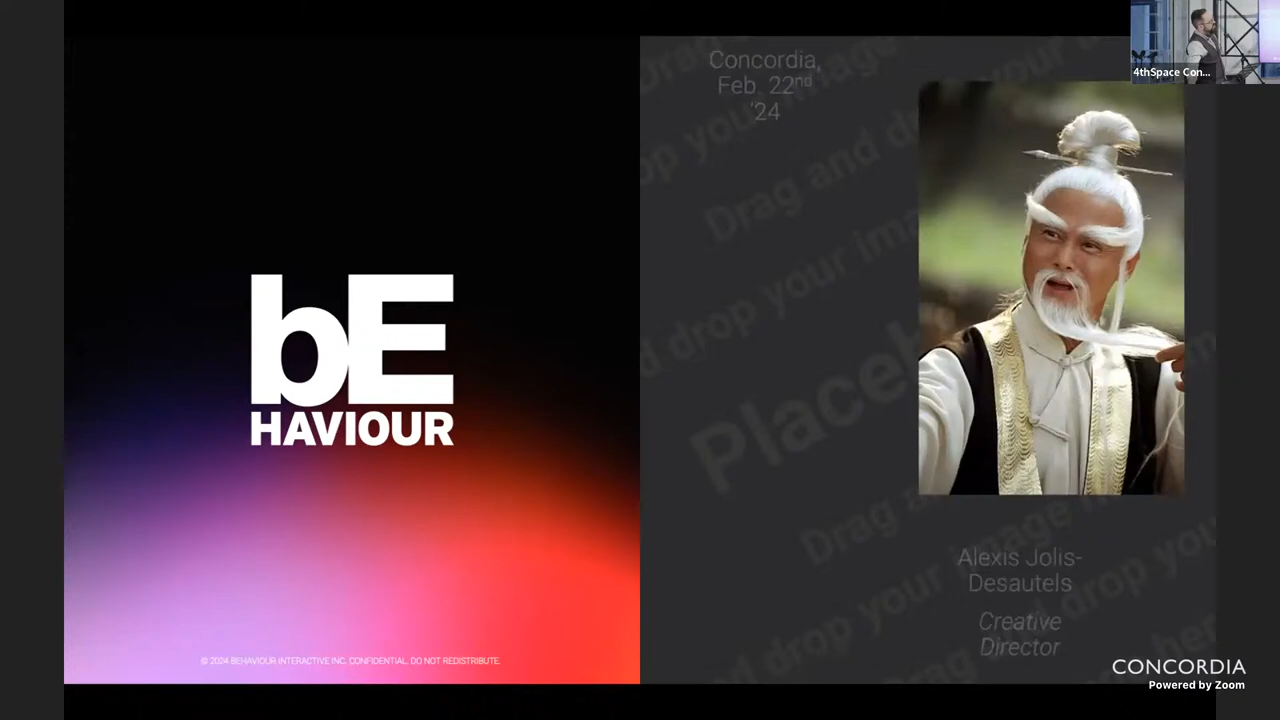 4thSpace Con...
Concordia,
Feb. 22nd
'24
bE
HAVIOUR
Alexis Jolis-
Desautels
Creative
Director
© 2024 BEHAVIOUR INTERACTIVE INC. CONFIDENTIAL. DO NOT REDISTRIBUTE.
CONCORDIA
Powered by Zoom